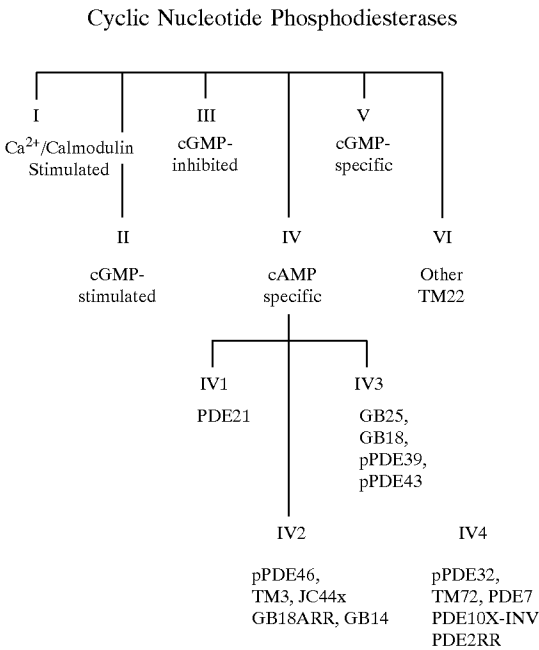 Cyclic Nucleotide Phosphodiesterases
I
Ca2+/Calmodulin
Stimulated
III
cGMP-
inhibited
V
cGMP-
specific
II
cGMP-
stimulated
IV
cAMP
specific
VI
Other
TM22
IV1
PDE21
IV3
GB25,
GB18,
pPDE39,
pPDE43
IV2
pPDE46,
TM3, JC44x
GB18ARR, GB14
IV4
pPDE32,
TM72, PDE7
PDE10X-INV
PDE2RR